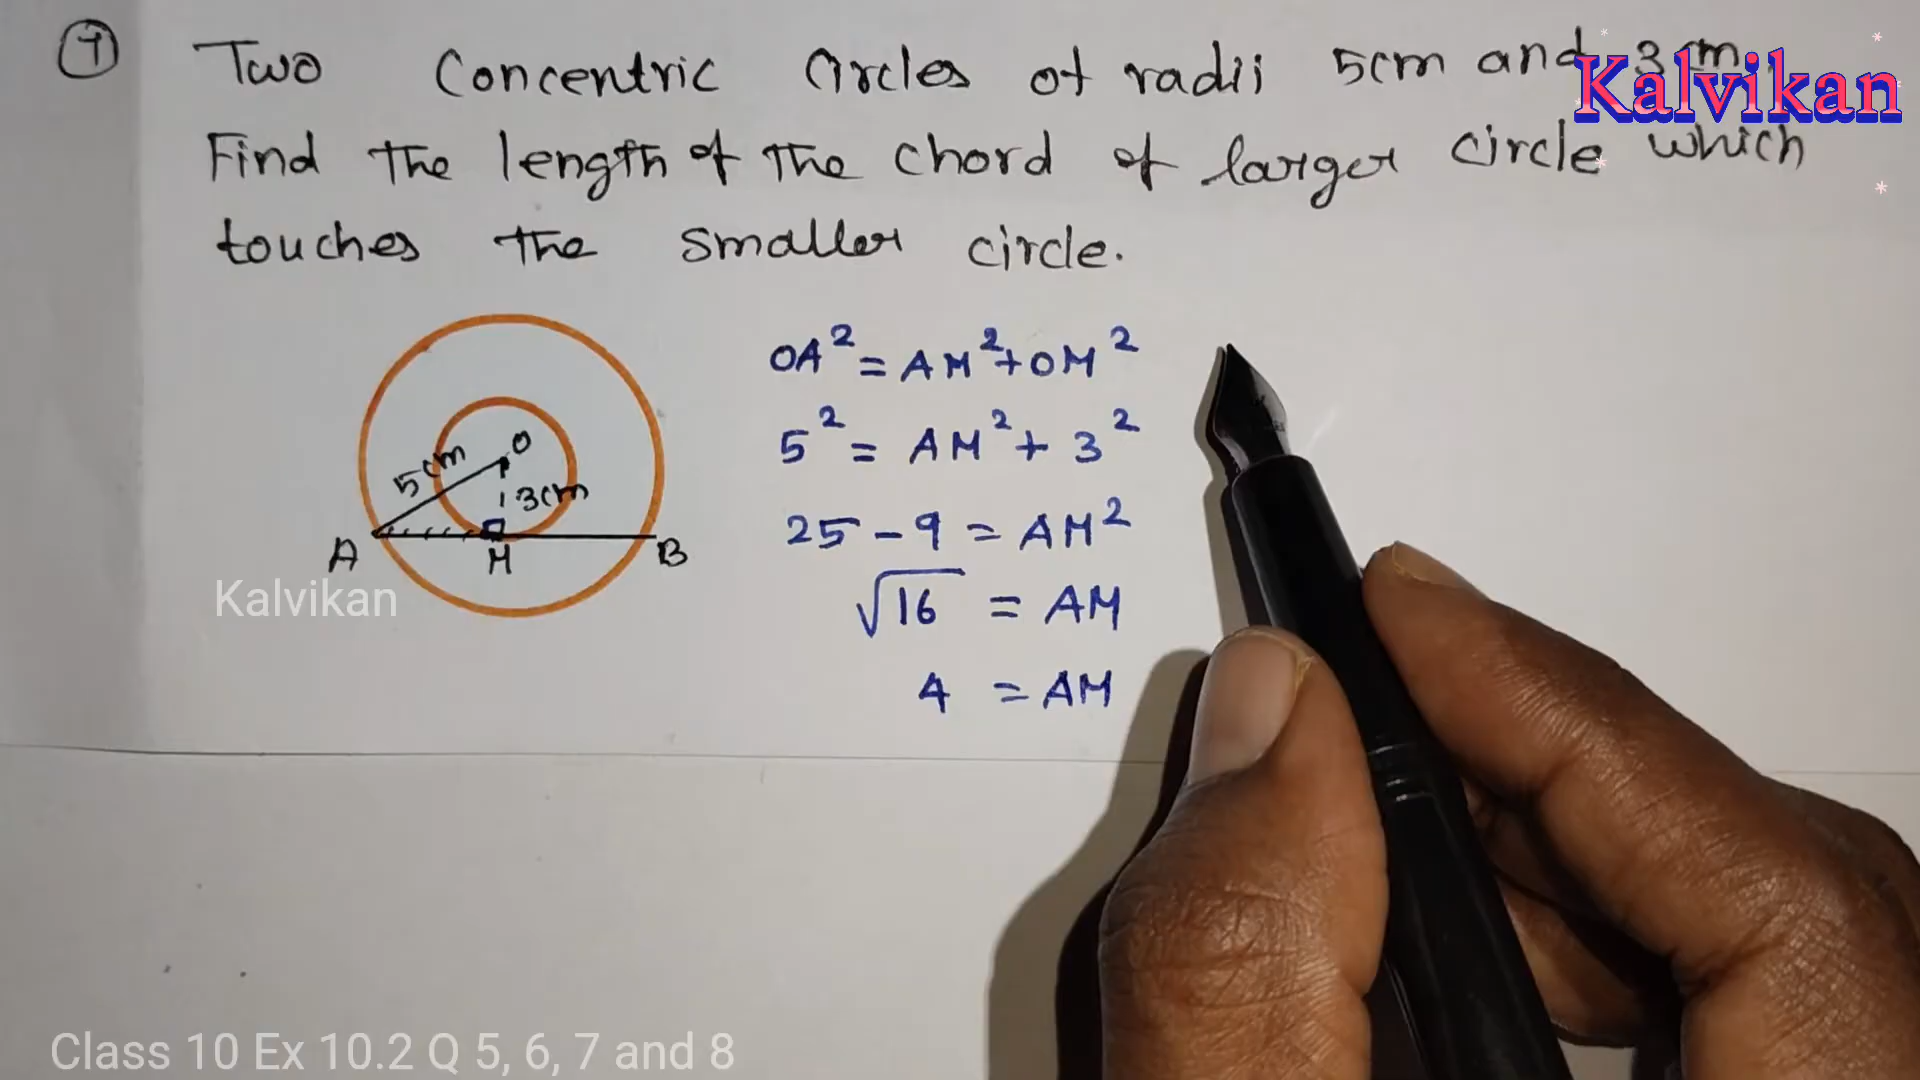 7
Two Concentric Circles of radii 5cm and 3cm.
Kalvikan
Find the length of the chord of larger circle which
touches the smaller circle.
OA² = AM² + OM²
5² = AM² + 3²
25 - 9 = AM²
√16 = AM
4 = AM
O
5cm
3cm
A
M
B
Kalvikan
Class 10 Ex 10.2 Q 5, 6, 7 and 8